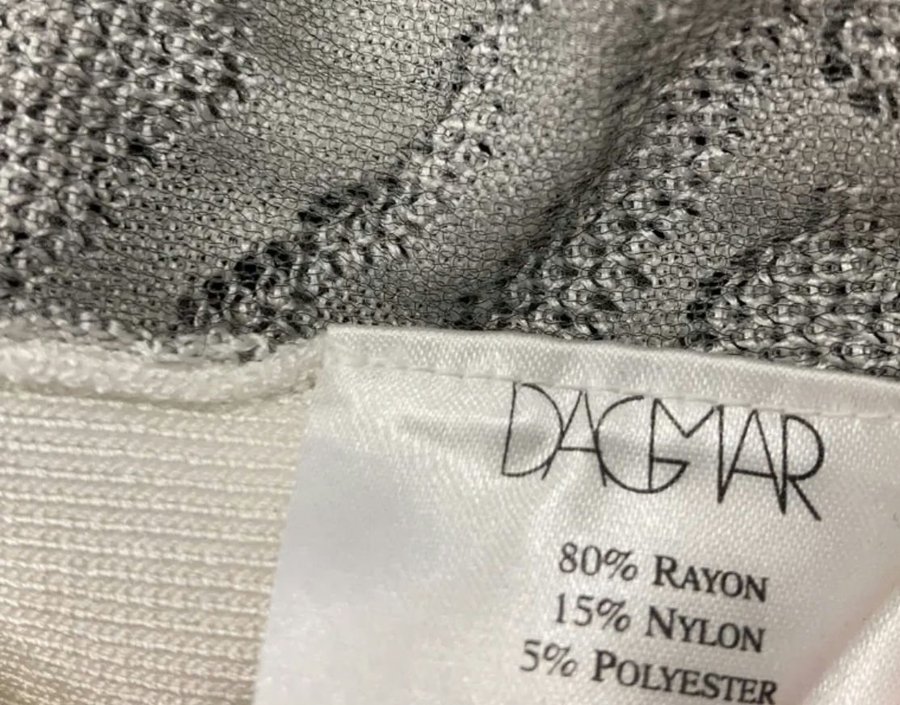 DAGMAR
80% RAYON
15% NYLON
5% POLYESTER